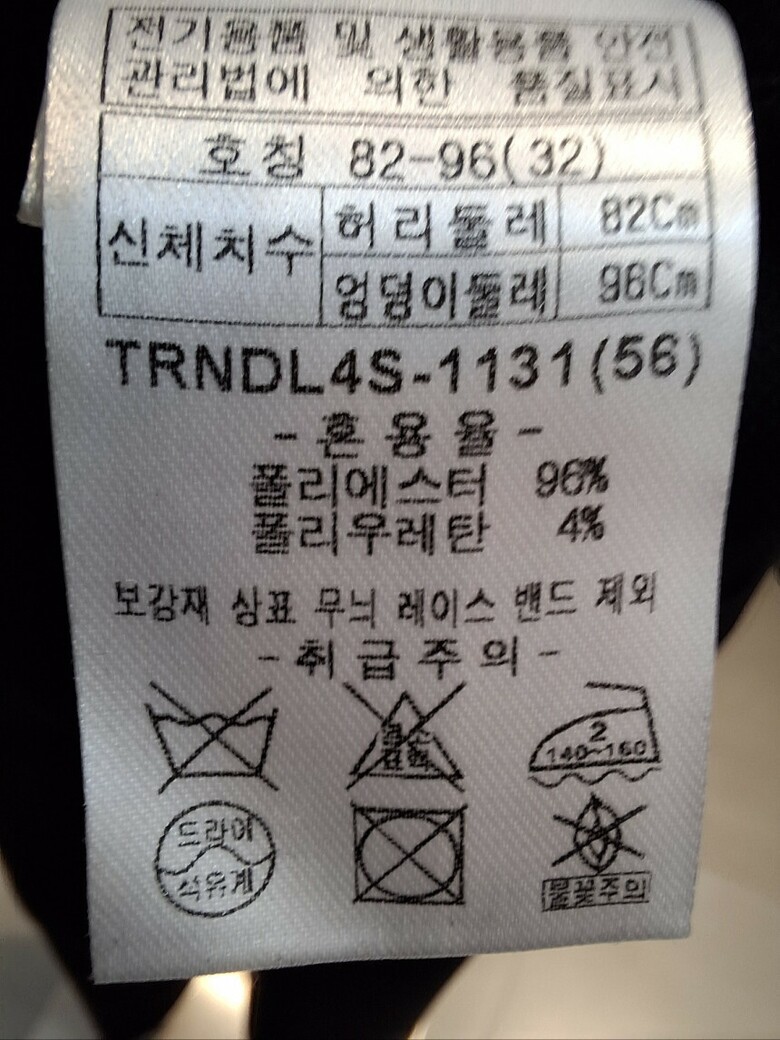 전기용품 및 생활용품 안전
관리법에 의한 품질표시
호칭 82-96(32)
신체치수 허리둘레 82Cm
엉덩이둘레 96Cm
TRNDL4S-1131(56)
-혼용율-
폴리에스터 96%
폴리우레탄 4%
보강재 상표 무늬 레이스 밴드 제외
-취급주의-
2
140~160
드라이
석유계
불꽃주의